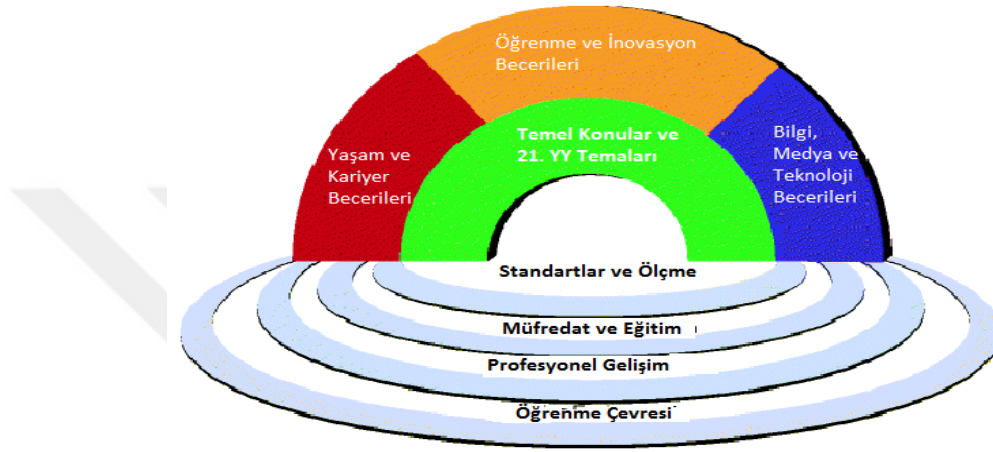 Öğrenme ve İnovasyon
Becerileri
Temel Konular ve
21. YY Temaları
Yaşam ve
Kariyer
Becerileri
Bilgi,
Medya ve
Teknoloji
Becerileri
Standartlar ve Ölçme
Müfredat ve Eğitim
Profesyonel Gelişim
Öğrenme Çevresi